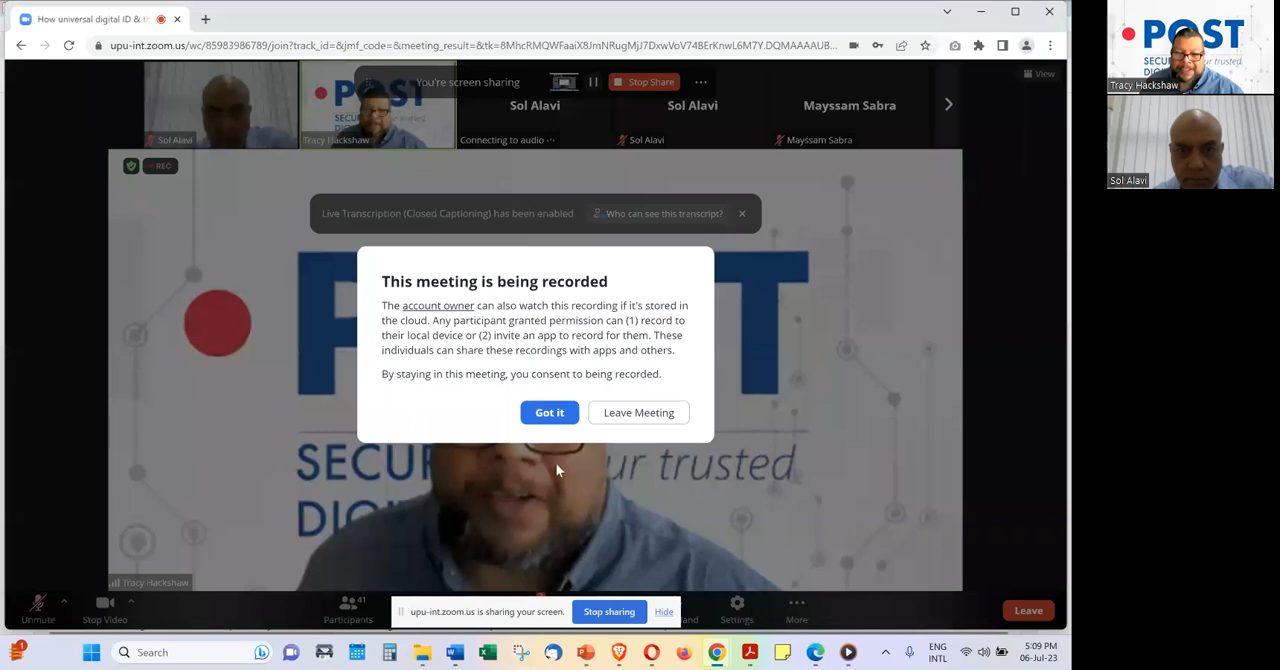 How universal digital ID & th
upu-int.zoom.us/wc/85983986789/join?track_id=&jmf_code=&meeting_result=&tk=8MhcRMQWFaaiX8JmNRugMjJ7DxwVoV74BErKnwL6M7Y.DQMAAAUB...
You're screen sharing
Stop Share
View
Sol Alavi
Tracy Hackshaw
Sol Alavi
Connecting to audio
Sol Alavi
Sol Alavi
Mayssam Sabra
Mayssam Sabra
REC
Live Transcription (Closed Captioning) has been enabled
Who can see this transcript?
This meeting is being recorded
The account owner can also watch this recording if it's stored in
the cloud. Any participant granted permission can (1) record to
their local device or (2) invite an app to record for them. These
individuals can share these recordings with apps and others.
By staying in this meeting, you consent to being recorded.
Got it
Leave Meeting
SECUR
ur trusted
Tracy Hackshaw
Unmute
Stop Video
41
Participants
upu-int.zoom.us is sharing your screen.
Stop sharing
Hide
Settings
More
Leave
Search
ENG
INTL
5:09 PM
06-Jul-23
POST
SECU
trusted
Tracy Hackshaw
Sol Alavi